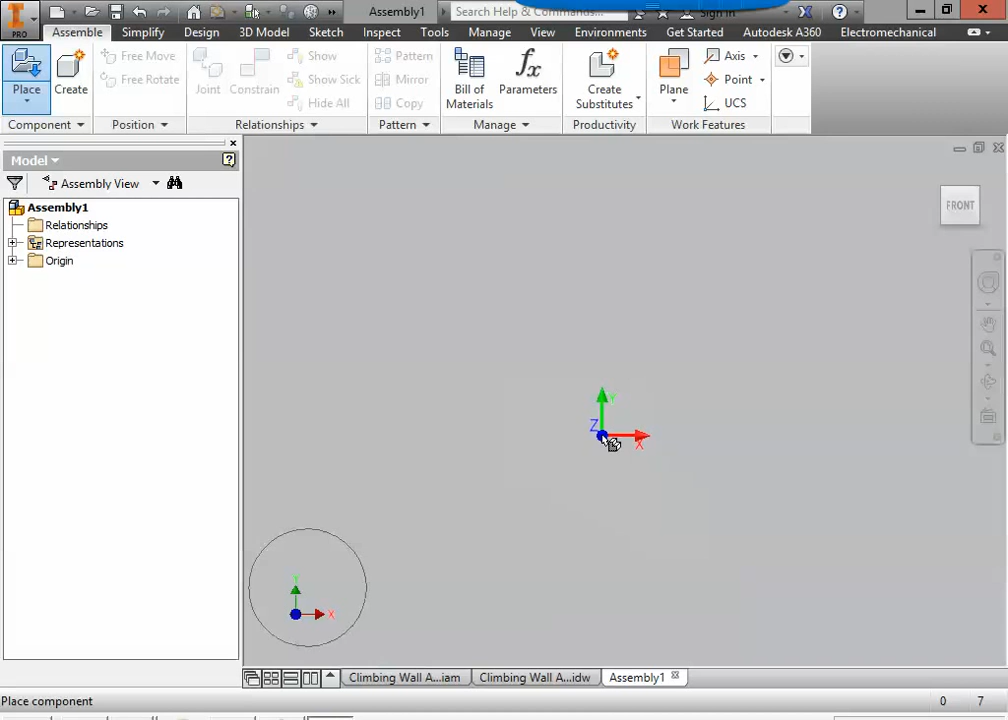 Assembly1
Search Help & Commands...
Sign In
PRO
Assemble Simplify Design 3D Model Sketch Inspect Tools Manage View Environments Get Started Autodesk A360 Electromechanical
Place
Create
Free Move
Free Rotate
Joint
Constrain
Show
Show Sick
Hide All
Pattern
Mirror
Copy
Bill of
Materials
fx
Parameters
Create
Substitutes
Plane
Axis
Point
UCS
Component Position Relationships Pattern Manage Productivity Work Features
Model
?
Assembly View
Assembly1
Relationships
Representations
Origin
FRONT
Y
Z
X
Y
X
Climbing Wall A...iam Climbing Wall A...idw Assembly1
Place component 0 7